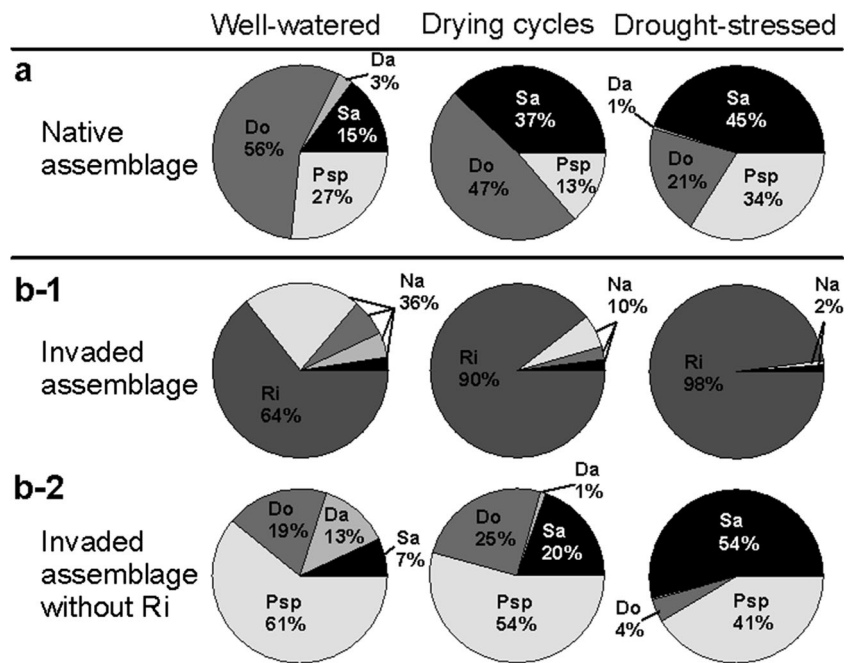 Well-watered Drying cycles Drought-stressed
a
Native
assemblage
Do
56%
Da
3%
Sa
15%
Psp
27%
Sa
37%
Do
47%
Psp
13%
Da
1%
Sa
45%
Do
21%
Psp
34%
b-1
Invaded
assemblage
Na
36%
Ri
64%
Na
10%
Ri
90%
Na
2%
Ri
98%
b-2
Invaded
assemblage
without Ri
Do
19%
Da
13%
Sa
7%
Psp
61%
Da
1%
Do
25%
Sa
20%
Psp
54%
Sa
54%
Do
4%
Psp
41%